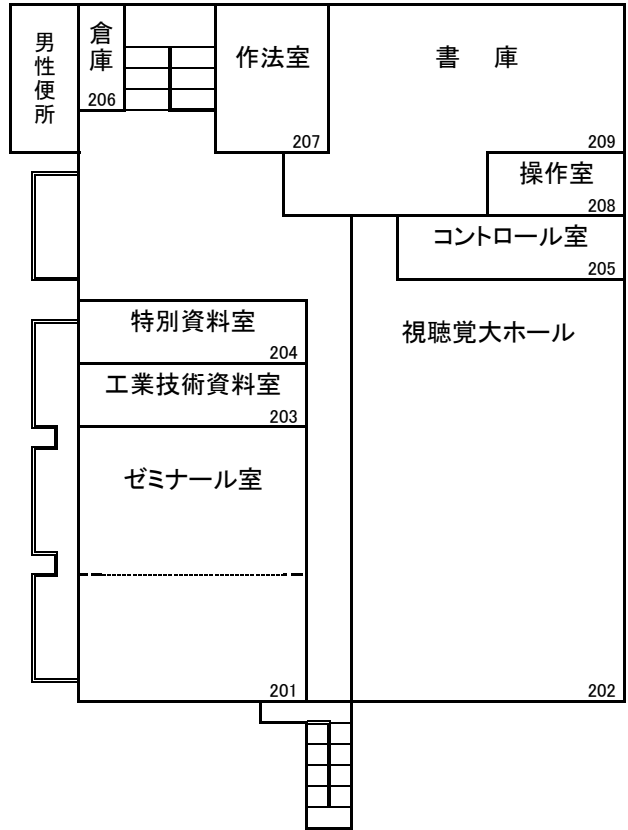 男性便所
倉庫
206
作法室
207
書 庫
209
操作室
208
コントロール室
205
特別資料室
204
視聴覚大ホール
工業技術資料室
203
ゼミナール室
201
202